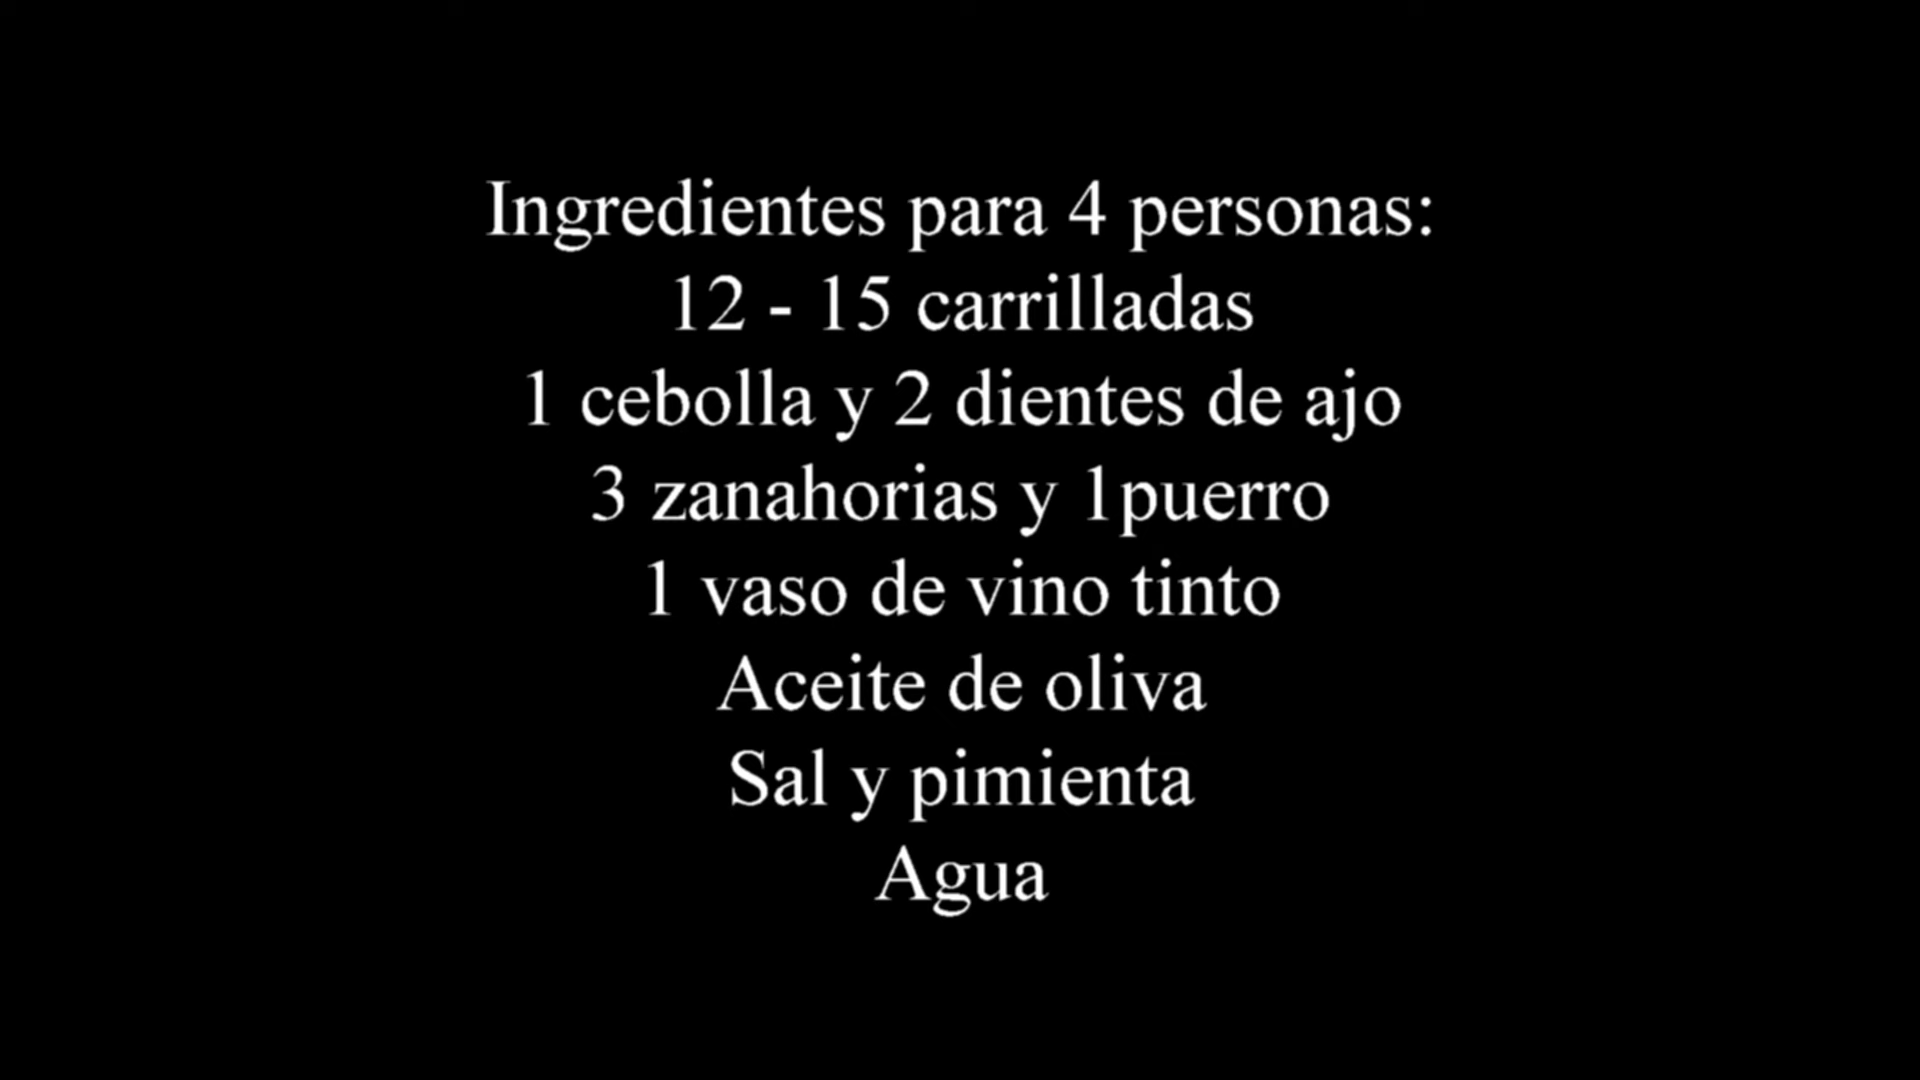 Ingredientes para 4 personas:
12 - 15 carrilladas
1 cebolla y 2 dientes de ajo
3 zanahorias y 1puerro
1 vaso de vino tinto
Aceite de oliva
Sal y pimienta
Agua